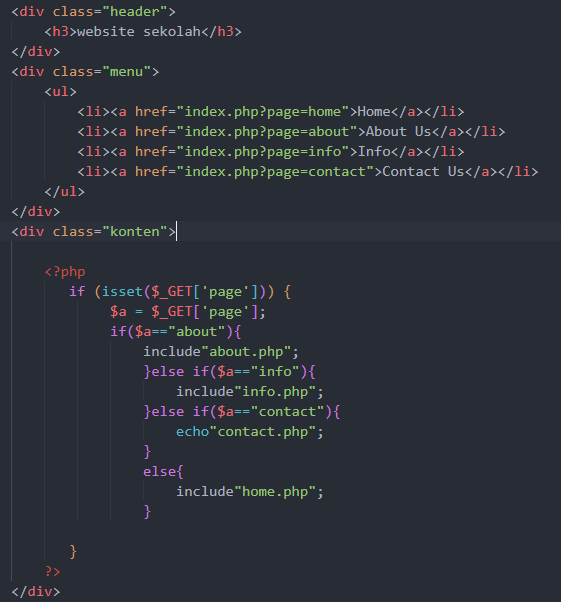 <div class="header">
    <h3>website sekolah</h3>
</div>
<div class="menu">
    <ul>
        <li><a href="index.php?page=home">Home</a></li>
        <li><a href="index.php?page=about">About Us</a></li>
        <li><a href="index.php?page=info">Info</a></li>
        <li><a href="index.php?page=contact">Contact Us</a></li>
    </ul>
</div>
<div class="konten">
    <?php
       if (isset($_GET['page'])) {
            $a = $_GET['page'];
            if($a=="about"){
                include"about.php";
                }else if($a=="info"){
                    include"info.php";
                }else if($a=="contact"){
                    echo"contact.php";
                }
                else{
                    include"home.php";
                }
       }
    ?>
</div>